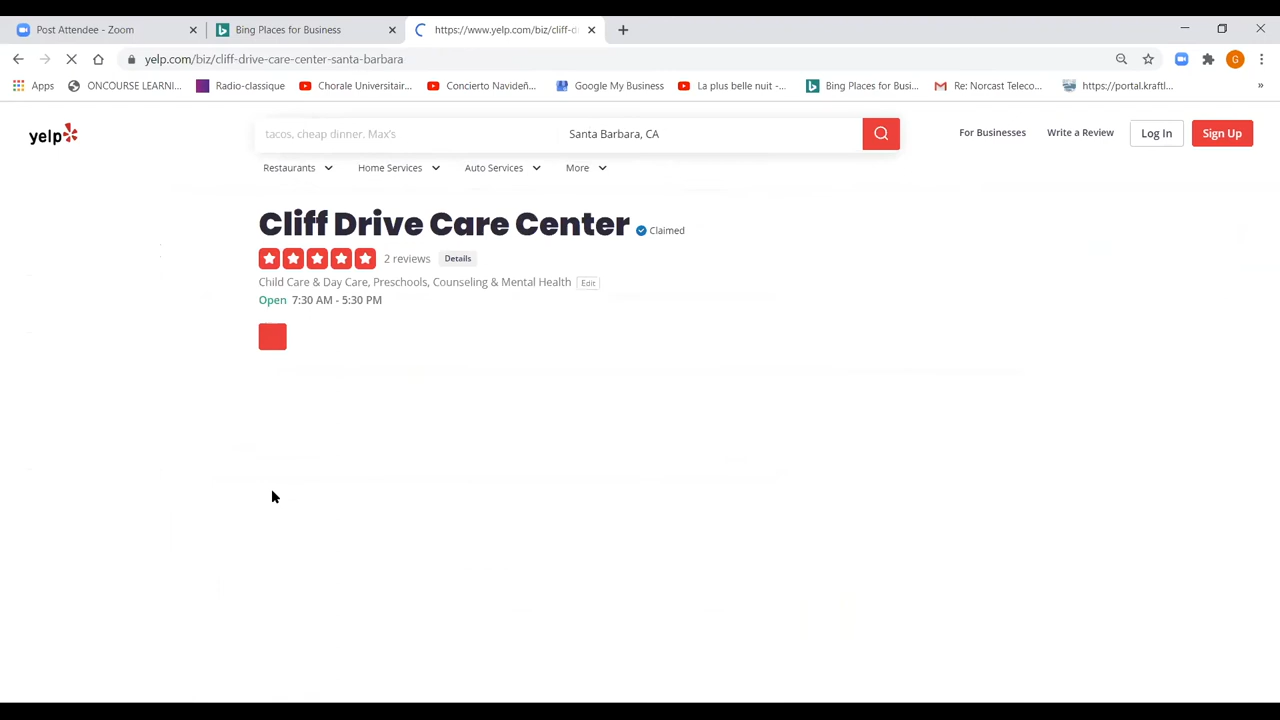 Post Attendee - Zoom
Bing Places for Business
https://www.yelp.com/biz/cliff-d
yelp.com/biz/cliff-drive-care-center-santa-barbara
G
Apps
ONCOURSE LEARNI...
Radio-classique
Chorale Universitair...
Concierto Navideñ...
Google My Business
La plus belle nuit -...
Bing Places for Busi...
Re: Norcast Teleco...
https://portal.kraftl...
»
yelp
tacos, cheap dinner, Max's
Santa Barbara, CA
For Businesses
Write a Review
Log In
Sign Up
Restaurants
Home Services
Auto Services
More
Cliff Drive Care Center
Claimed
2 reviews
Details
Child Care & Day Care, Preschools, Counseling & Mental Health
Edit
Open 7:30 AM - 5:30 PM